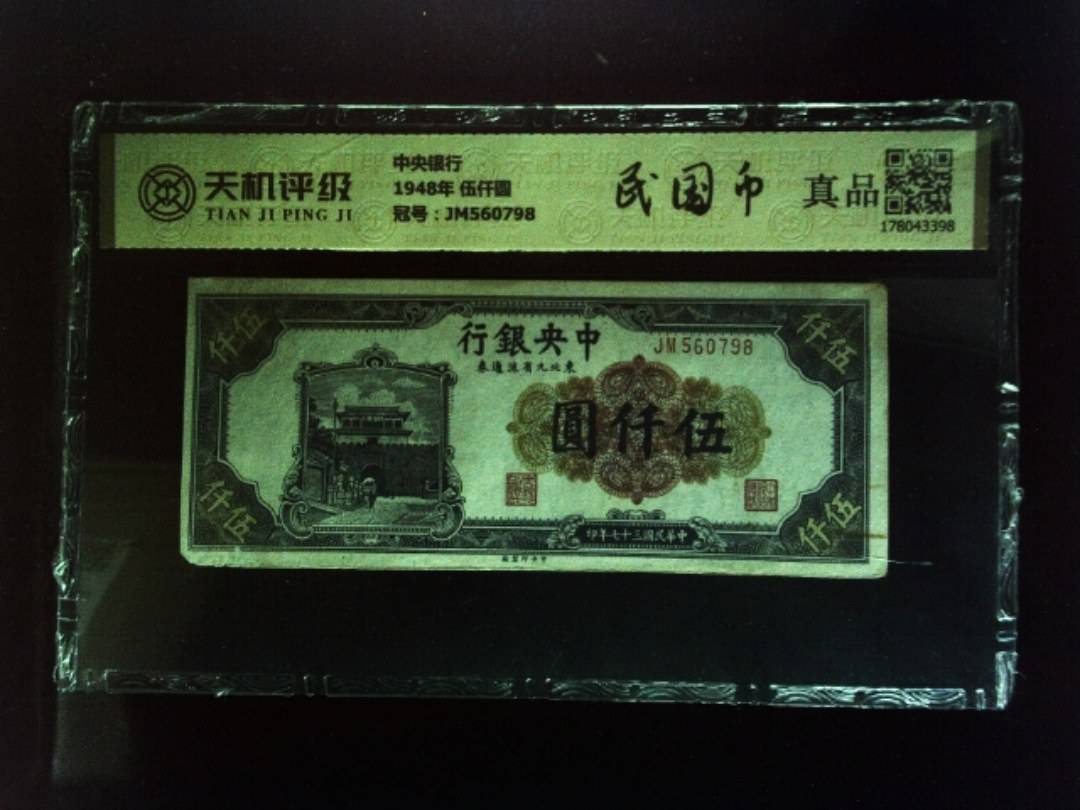 天机评级
TIAN JI PING JI
中央银行
1948年 伍仟圓
冠号：JM560798
民国币
真品
178043398
伍仟
伍仟
中央銀行
JM560798
東北九省流通券
伍仟圓
伍仟
伍仟
中華民國三十七年印